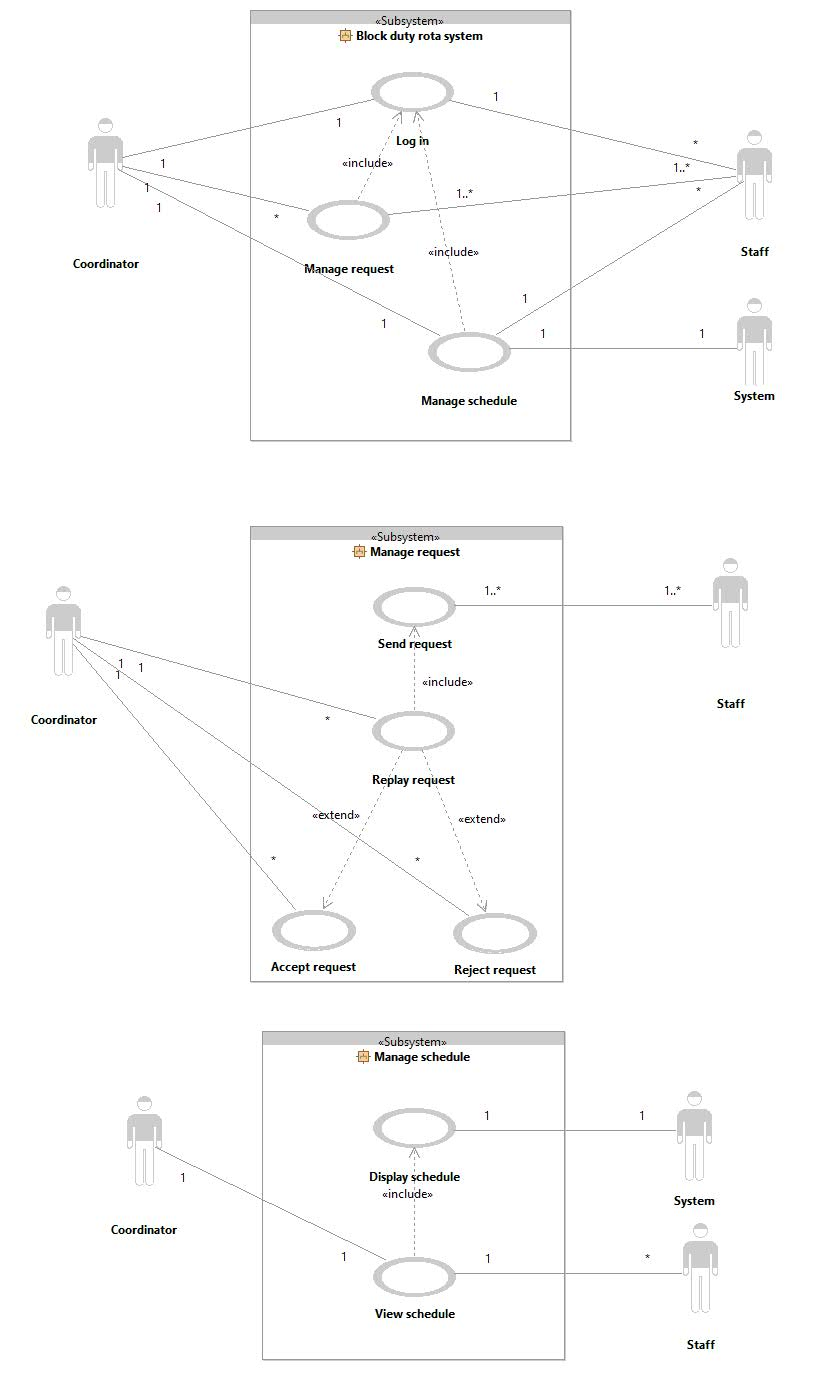 «Subsystem»
Block duty rota system
1
1
Log in
*
1
«include»
1..*
1
*
1..*
1
*
Coordinator
Manage request
«include»
Staff
1
1
1
1
Manage schedule
System
«Subsystem»
Manage request
1..*
1..*
Send request
1
1
1
«include»
Staff
Coordinator
*
Replay request
«extend»
«extend»
*
*
Accept request
Reject request
«Subsystem»
Manage schedule
1
1
Display schedule
1
«include»
System
Coordinator
1
1
*
View schedule
Staff